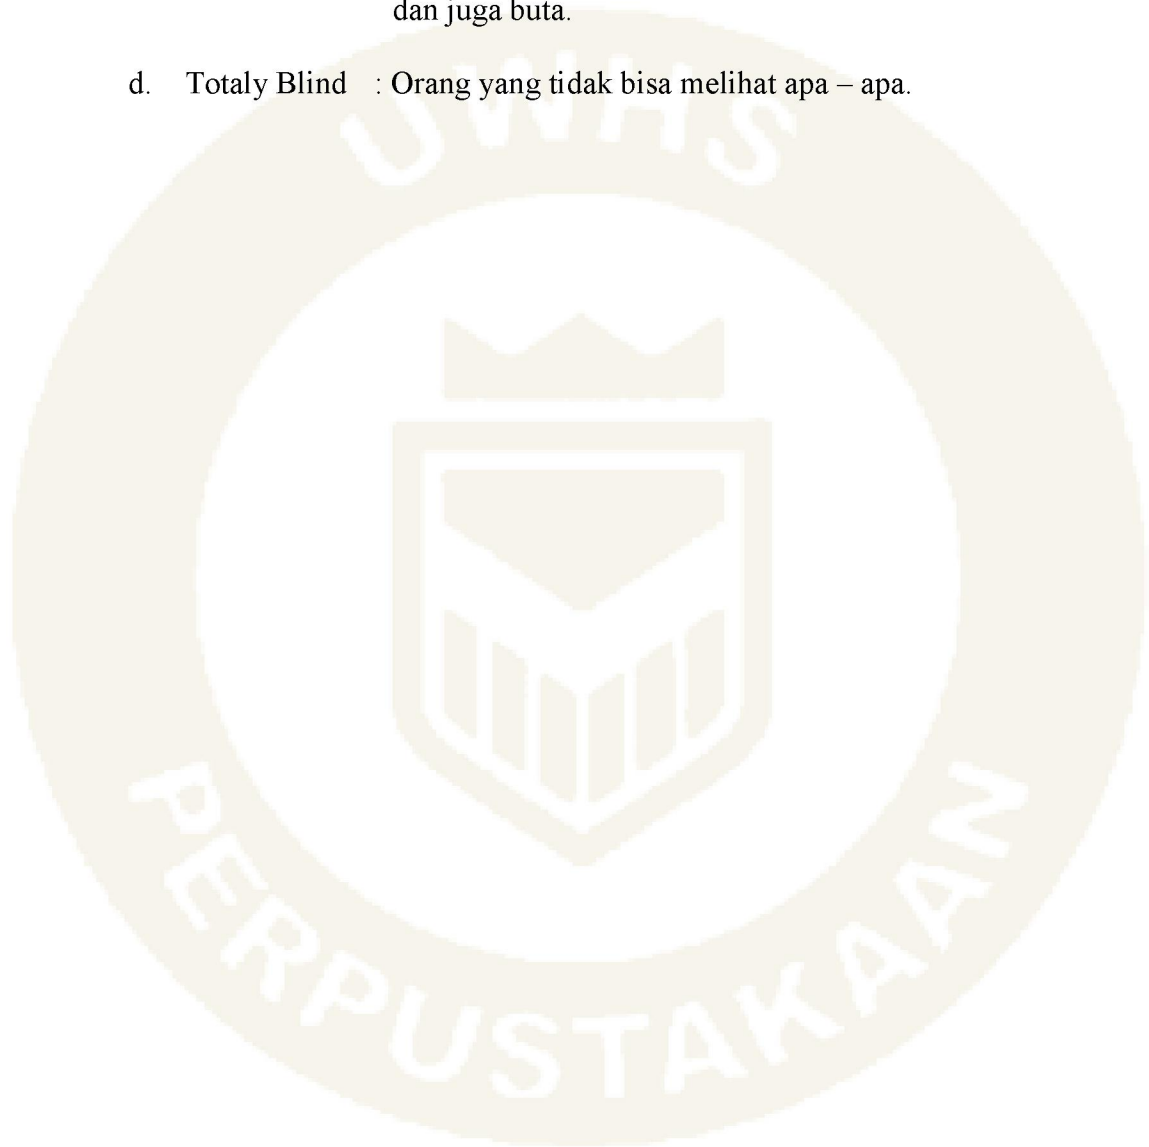 dan juga buta.
d. Totaly Blind : Orang yang tidak bisa melihat apa – apa.
UWHS
PERPUSTAKAAN